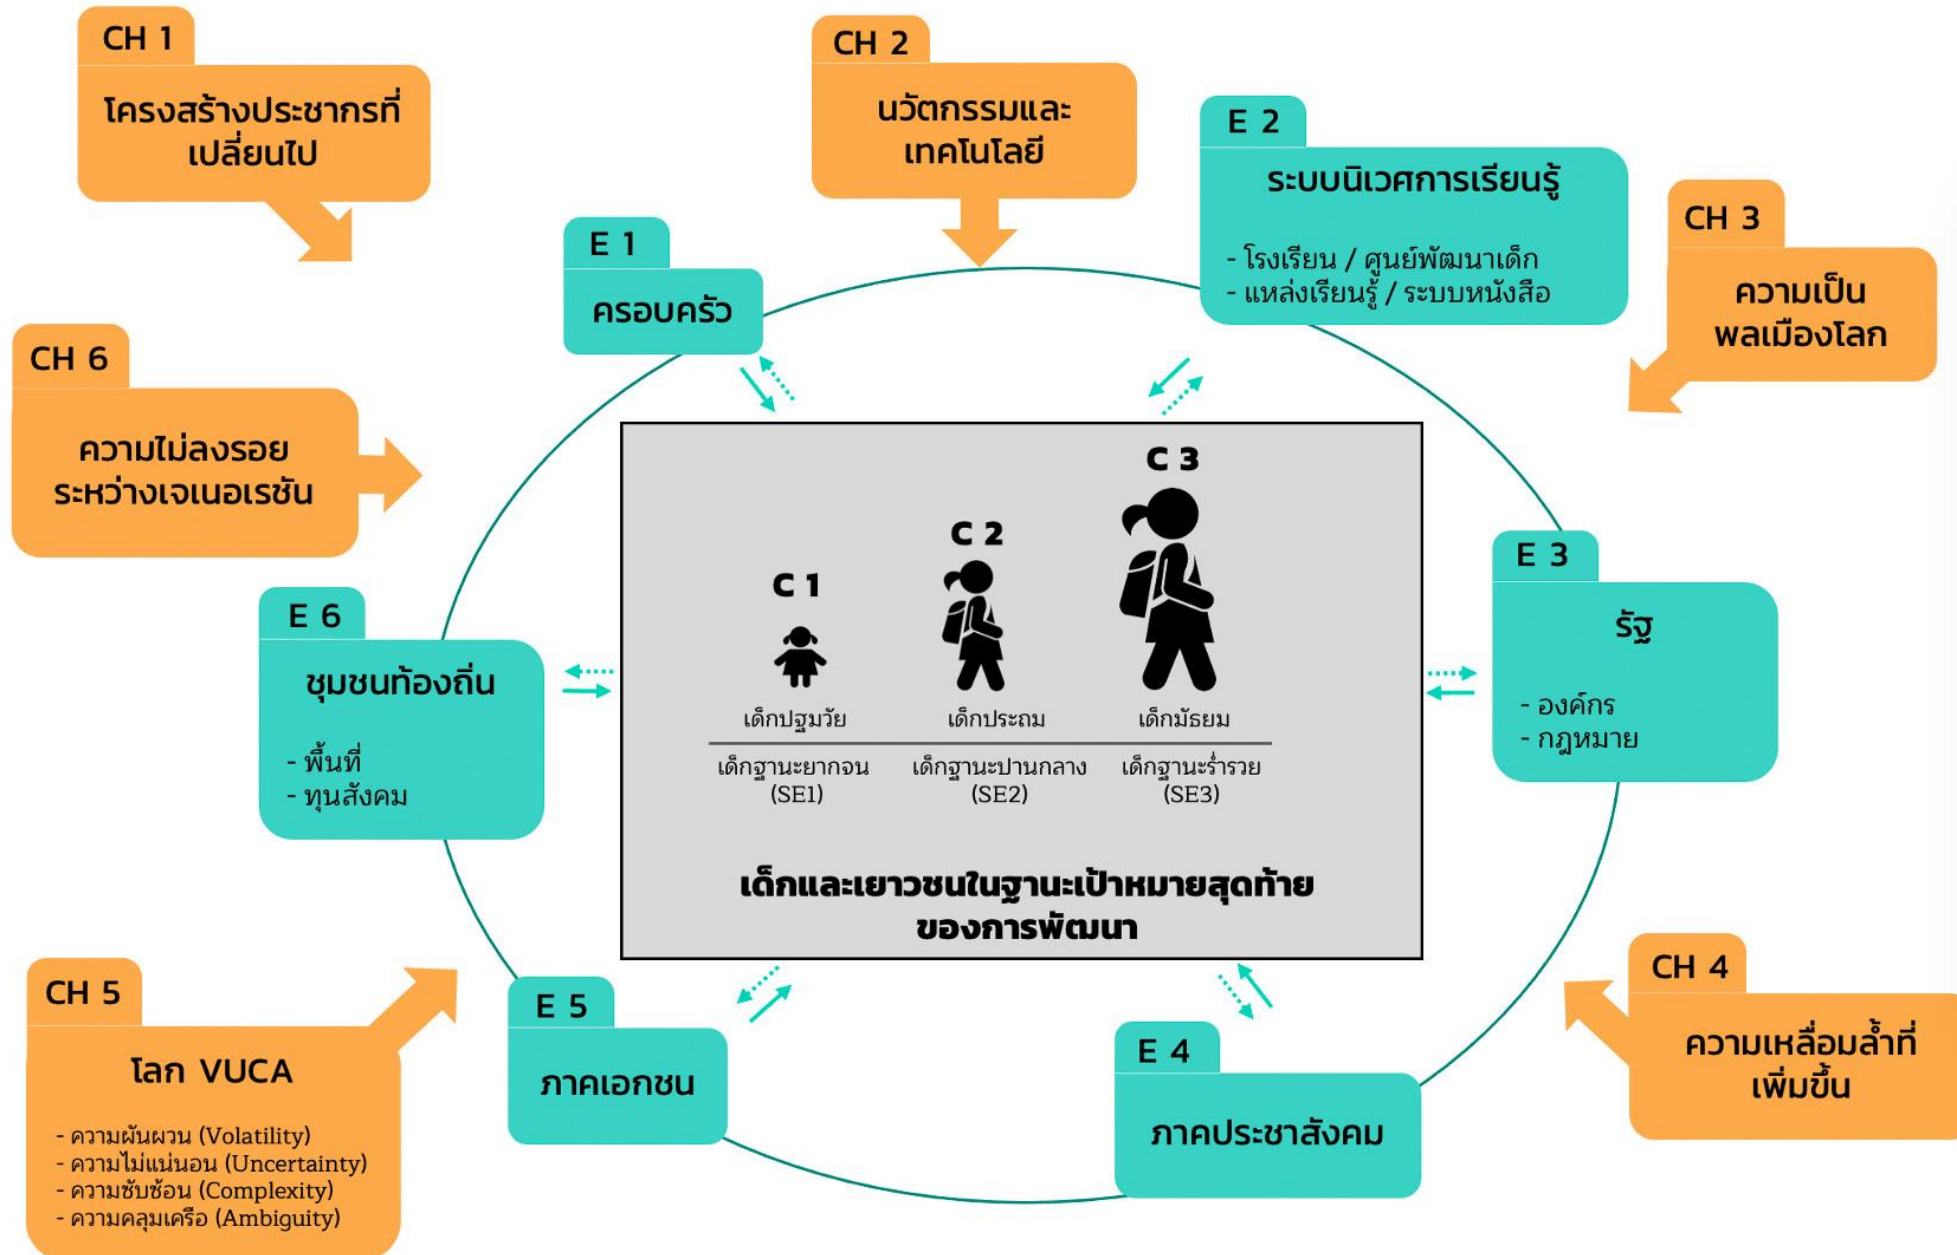 CH 1
โครงสร้างประชากรที่
เปลี่ยนไป
CH 2
นวัตกรรมและ
เทคโนโลยี
E 2
ระบบนิเวศการเรียนรู้
- โรงเรียน / ศูนย์พัฒนาเด็ก
- แหล่งเรียนรู้ / ระบบหนังสือ
CH 3
ความเป็น
พลเมืองโลก
E 1
ครอบครัว
CH 6
ความไม่ลงรอย
ระหว่างเจเนอเรชัน
C 1
C 2
C 3
เด็กปฐมวัย
เด็กประถม
เด็กมัธยม
เด็กฐานะยากจน
(SE1)
เด็กฐานะปานกลาง
(SE2)
เด็กฐานะร่ำรวย
(SE3)
เด็กและเยาวชนในฐานะเป้าหมายสุดท้าย
ของการพัฒนา
E 3
รัฐ
- องค์กร
- กฎหมาย
E 6
ชุมชนท้องถิ่น
- พื้นที่
- ทุนสังคม
CH 5
โลก VUCA
- ความผันผวน (Volatility)
- ความไม่แน่นอน (Uncertainty)
- ความซับซ้อน (Complexity)
- ความคลุมเครือ (Ambiguity)
E 5
ภาคเอกชน
E 4
ภาคประชาสังคม
CH 4
ความเหลื่อมล้ำที่
เพิ่มขึ้น